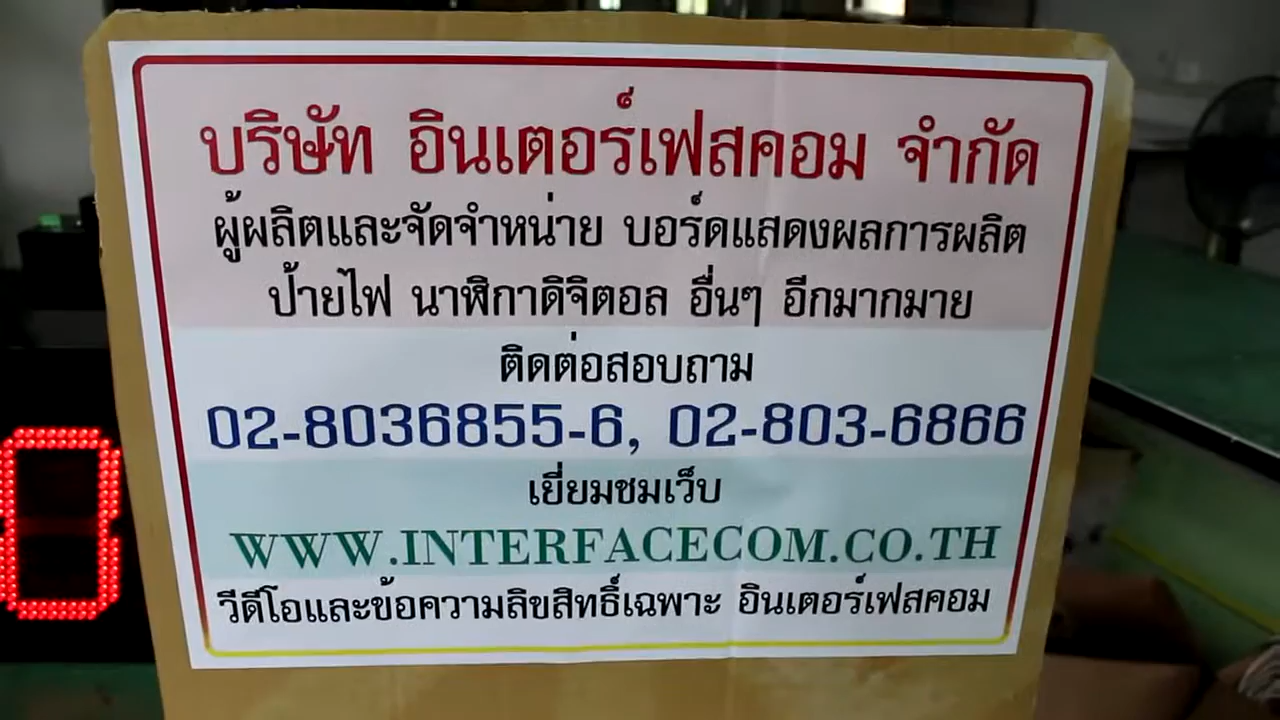 บริษัท อินเตอร์เฟสคอม จำกัด
ผู้ผลิตและจัดจำหน่าย บอร์ดแสดงผลการผลิต
ป้ายไฟ นาฬิกาดิจิตอล อื่นๆ อีกมากมาย
ติดต่อสอบถาม
02-8036855-6, 02-803-6866
เยี่ยมชมเว็บ
WWW.INTERFACECOM.CO.TH
วีดีโอและข้อความลิขสิทธิ์เฉพาะ อินเตอร์เฟสคอม
0